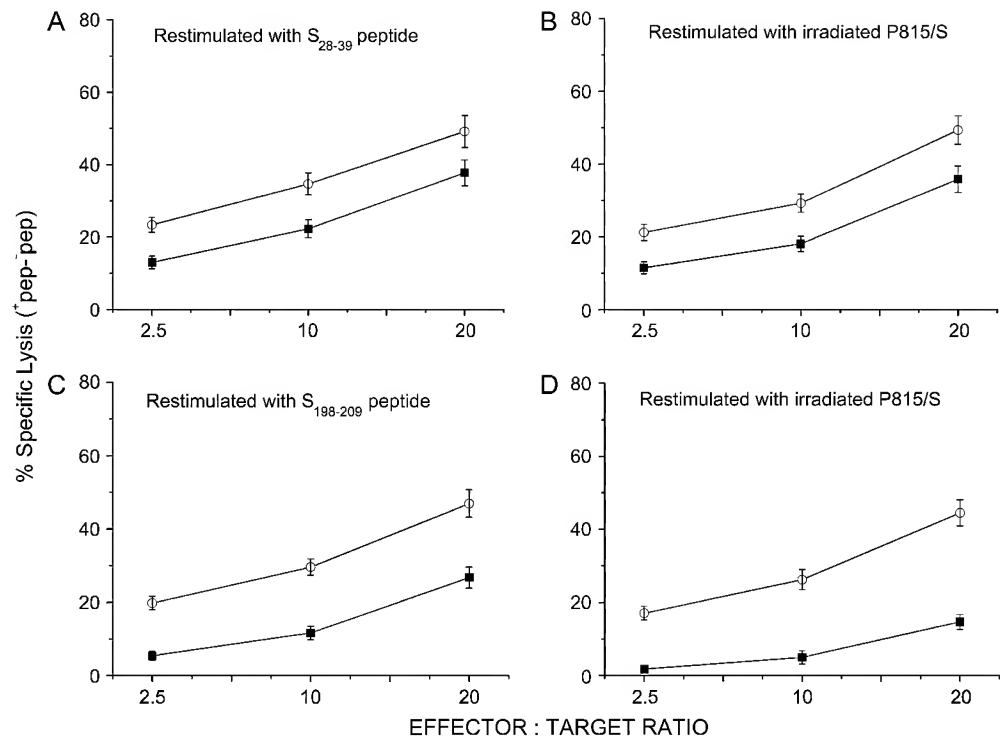 A
Restimulated with S28-39 peptide
80
60
40
20
0
2.5 10 20
B
Restimulated with irradiated P815/S
80
60
40
20
0
2.5 10 20
C
Restimulated with S198-209 peptide
80
60
40
20
0
2.5 10 20
D
Restimulated with irradiated P815/S
80
60
40
20
0
2.5 10 20
% Specific Lysis (+pep--pep)
EFFECTOR : TARGET RATIO